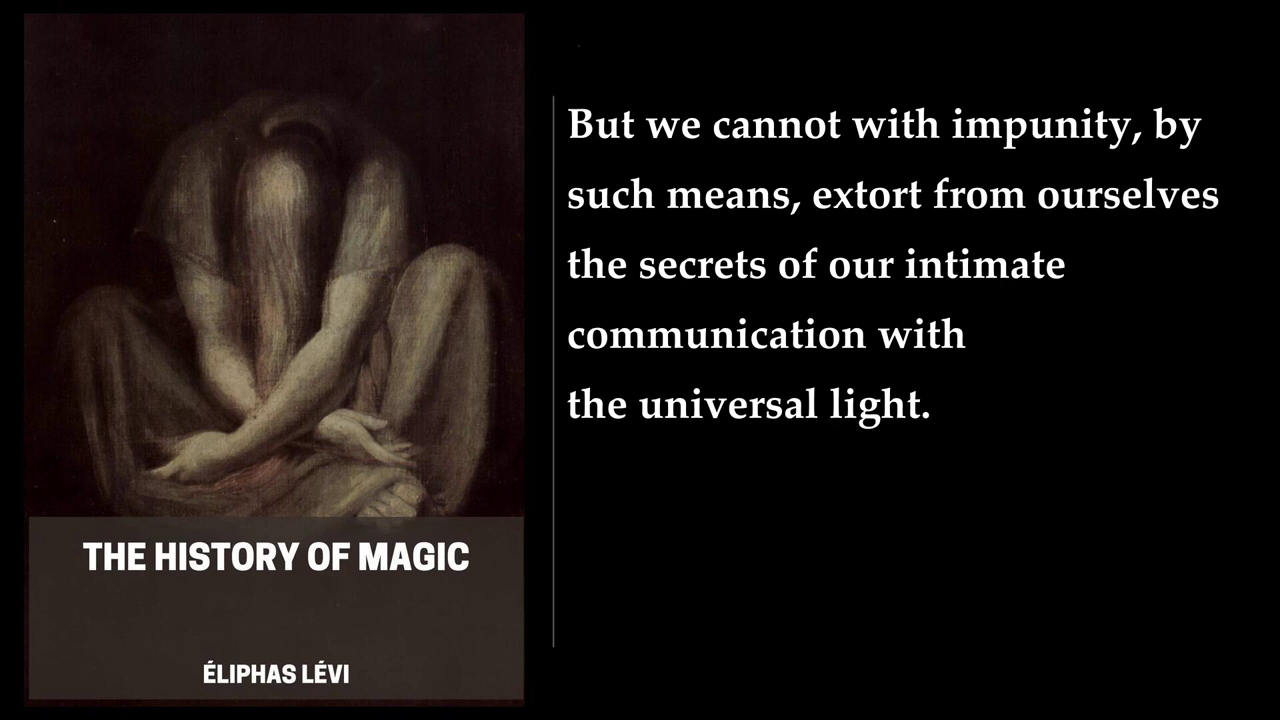 THE HISTORY OF MAGIC
ÉLIPHAS LÉVI
But we cannot with impunity, by
such means, extort from ourselves
the secrets of our intimate
communication with
the universal light.